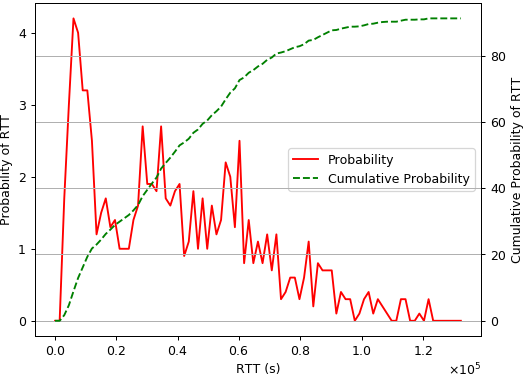 Probability of RTT
4
3
2
1
0
80
60
40
20
0
Cumulative Probability of RTT
Probability
Cumulative Probability
0.0 0.2 0.4 0.6 0.8 1.0 1.2
RTT (s)
×10⁵